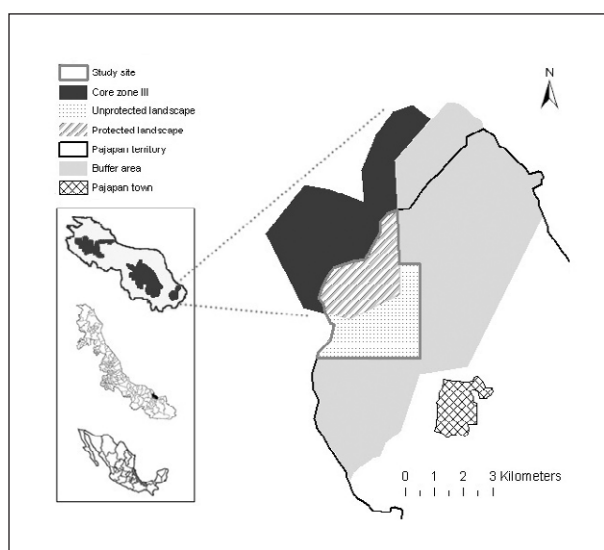 Study site
Core zone III
Unprotected landscape
Protected landscape
Pajapan territory
Buffer area
Pajapan town
N
0 1 2 3 Kilometers